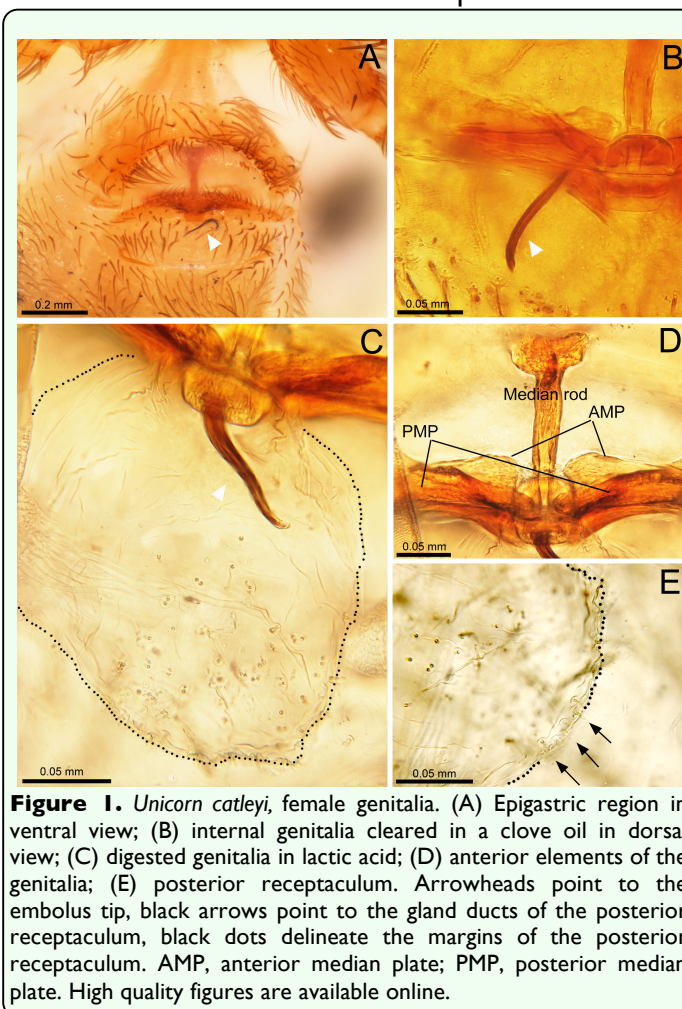 A
B
0.2 mm
0.05 mm
C
D
Median rod
AMP
PMP
0.05 mm
E
0.05 mm
0.05 mm
Figure 1. Unicorn catleyi, female genitalia. (A) Epigastric region in
ventral view; (B) internal genitalia cleared in a clove oil in dorsa
view; (C) digested genitalia in lactic acid; (D) anterior elements of the
genitalia; (E) posterior receptaculum. Arrowheads point to the
embolus tip, black arrows point to the gland ducts of the posterior
receptaculum, black dots delineate the margins of the posterior
receptaculum. AMP, anterior median plate; PMP, posterior median
plate. High quality figures are available online.